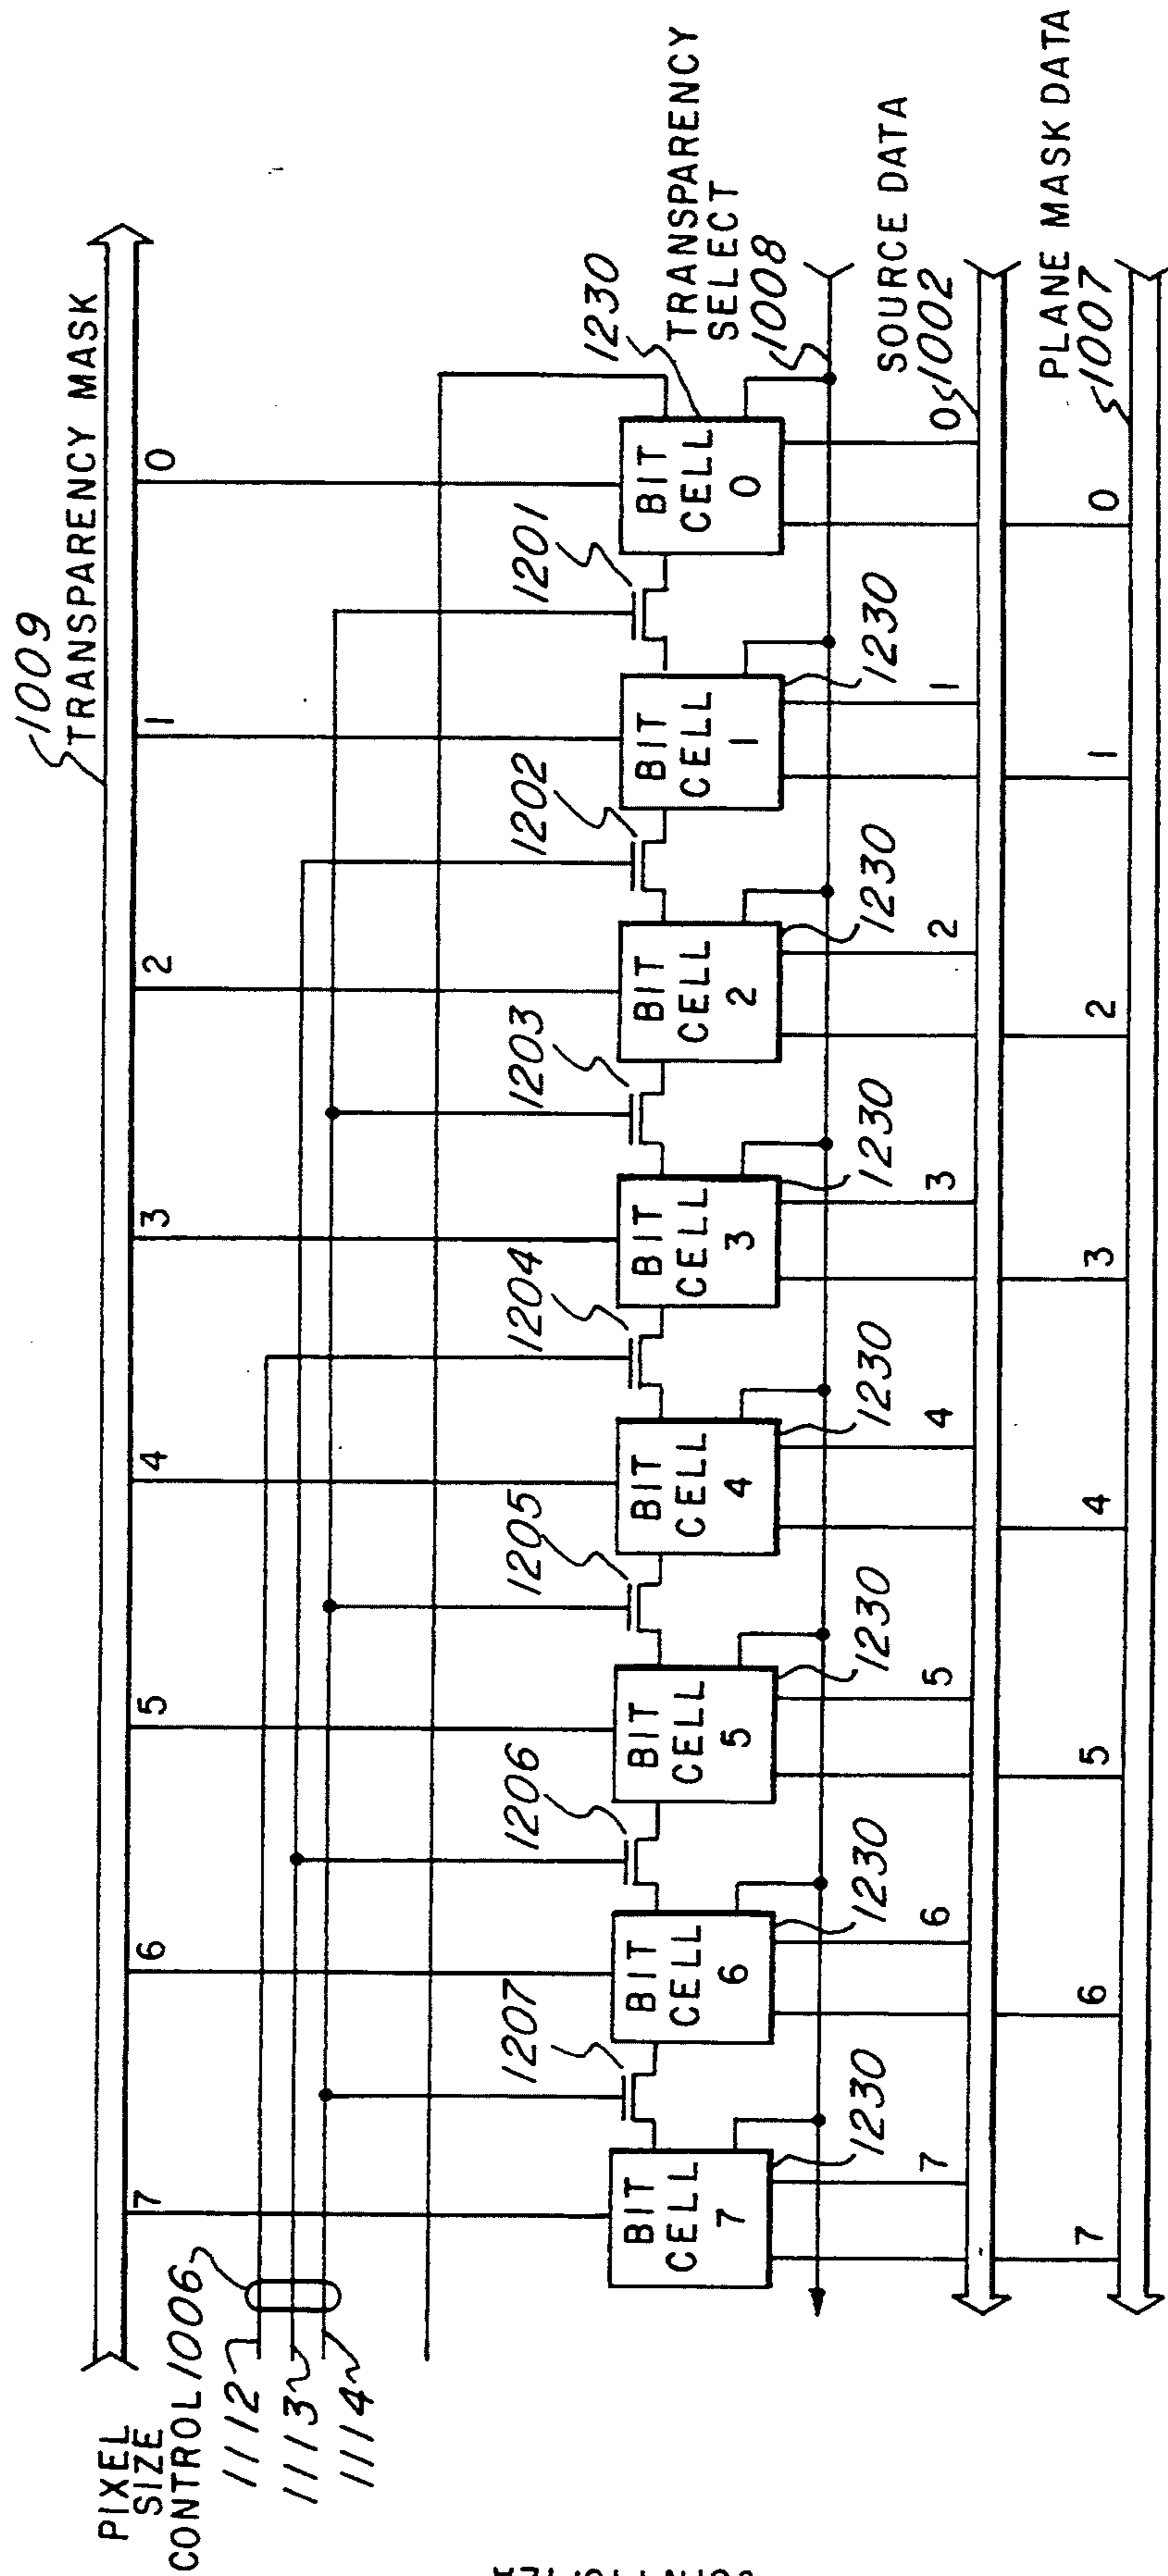 1009
TRANSPARENCY MASK
PIXEL
SIZE
CONTROL 1006
1112
1113
1114
7 6 5 4 3 2 1 0
1207 1206 1205 1204 1203 1202 1201 1230
BIT CELL 7
BIT CELL 6
BIT CELL 5
BIT CELL 4
BIT CELL 3
BIT CELL 2
BIT CELL 1
BIT CELL 0
TRANSPARENCY
SELECT
1008
1230 1230 1230 1230 1230 1230 1230
SOURCE DATA
1002
7 6 5 4 3 2 1 0
PLANE MASK DATA
1007
7 6 5 4 3 2 1 0